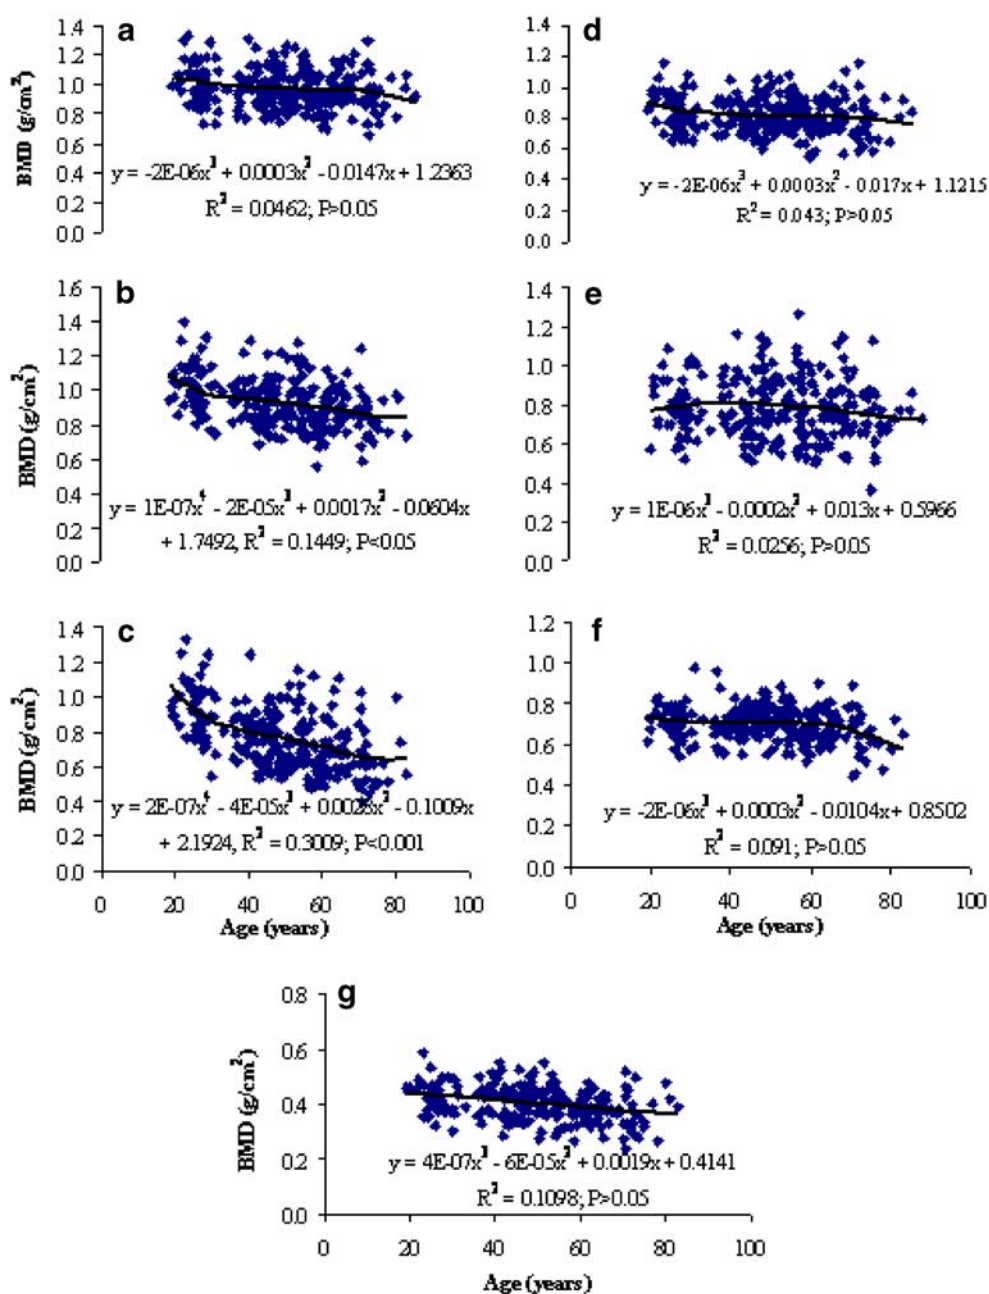 a
1.4
1.2
1.0
0.8
0.6
0.4
0.2
0.0
BMD (g/cm²)
y = -2E-06x³ + 0.0003x² - 0.0147x + 1.2363
R² = 0.0462; P>0.05
d
1.4
1.2
1.0
0.8
0.6
0.4
0.2
0.0
y = -2E-06x³ + 0.0003x² - 0.017x + 1.1215
R² = 0.043; P>0.05
b
1.6
1.4
1.2
1.0
0.8
0.6
0.4
0.2
0.0
BMD (g/cm²)
y = 1E-07x⁴ - 2E-05x³ + 0.0017x² - 0.0604x
+ 1.7492, R² = 0.1449; P<0.05
e
1.4
1.2
1.0
0.8
0.6
0.4
0.2
0.0
y = 1E-06x³ - 0.0002x² + 0.013x + 0.5966
R² = 0.0256; P>0.05
c
1.4
1.2
1.0
0.8
0.6
0.4
0.2
0.0
BMD (g/cm²)
y = 2E-07x⁴ - 4E-05x³ + 0.0026x² - 0.1009x
+ 2.1924, R² = 0.3009; P<0.001
0 20 40 60 80 100
Age (years)
f
1.2
1.0
0.8
0.6
0.4
0.2
0.0
y = -2E-06x³ + 0.0003x² - 0.0104x + 0.8502
R² = 0.091; P>0.05
0 20 40 60 80 100
Age (years)
g
0.8
0.6
0.4
0.2
0.0
BMD (g/cm²)
y = 4E-07x³ - 6E-05x² + 0.0019x + 0.4141
R² = 0.1098; P>0.05
0 20 40 60 80 100
Age (years)